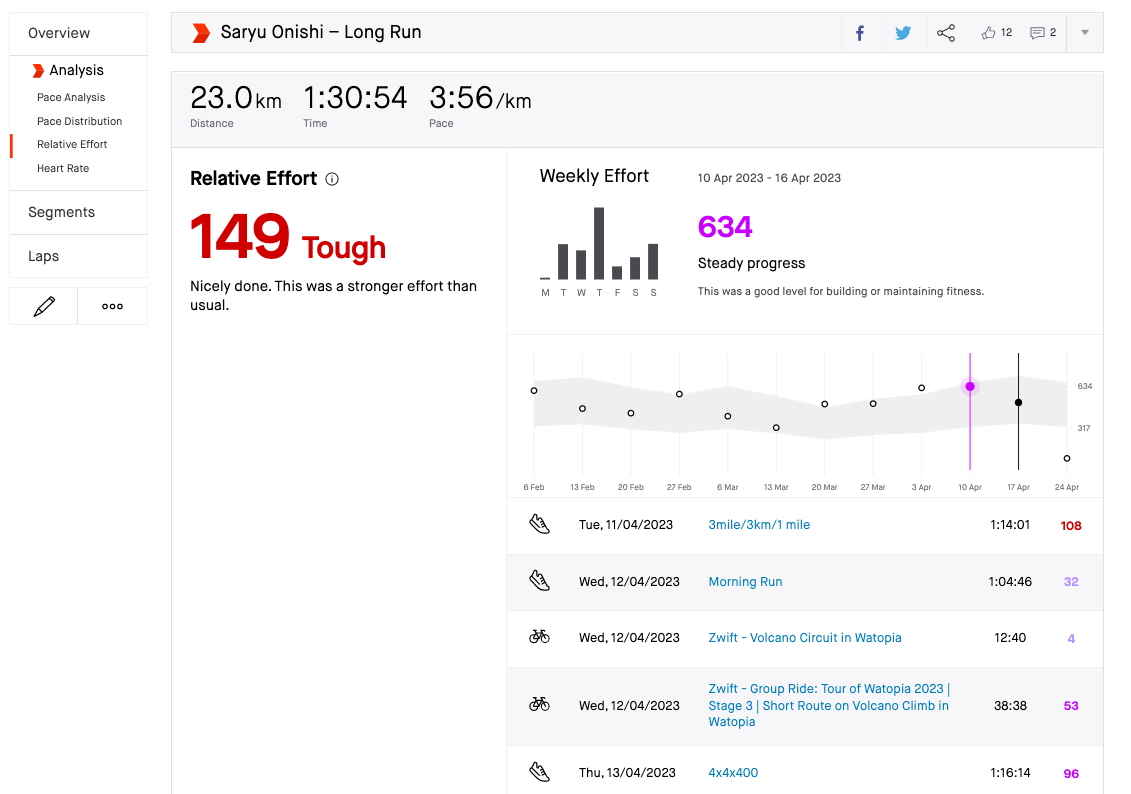 Overview
Analysis
Pace Analysis
Pace Distribution
Relative Effort
Heart Rate
Segments
Laps
Saryu Onishi – Long Run
12
2
23.0 km 1:30:54 3:56 /km
Distance Time Pace
Relative Effort
149 Tough
Nicely done. This was a stronger effort than
usual.
Weekly Effort
M T W T F S S
10 Apr 2023 - 16 Apr 2023
634
Steady progress
This was a good level for building or maintaining fitness.
634
317
6 Feb 13 Feb 20 Feb 27 Feb 6 Mar 13 Mar 20 Mar 27 Mar 3 Apr 10 Apr 17 Apr 24 Apr
Tue, 11/04/2023 3mile/3km/1 mile 1:14:01 108
Wed, 12/04/2023 Morning Run 1:04:46 32
Wed, 12/04/2023 Zwift - Volcano Circuit in Watopia 12:40 4
Wed, 12/04/2023 Zwift - Group Ride: Tour of Watopia 2023 |
Stage 3 | Short Route on Volcano Climb in
Watopia
38:38 53
Thu, 13/04/2023 4x4x400 1:16:14 96